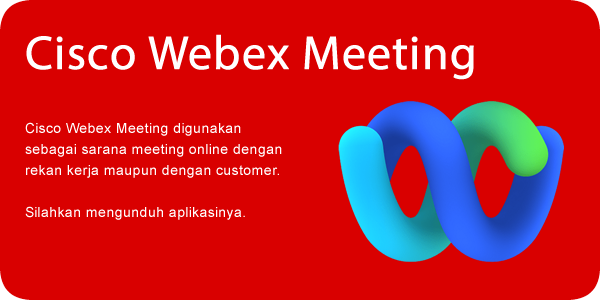 Cisco Webex Meeting
Cisco Webex Meeting digunakan
sebagai sarana meeting online dengan
rekan kerja maupun dengan customer.
Silahkan mengunduh aplikasinya.